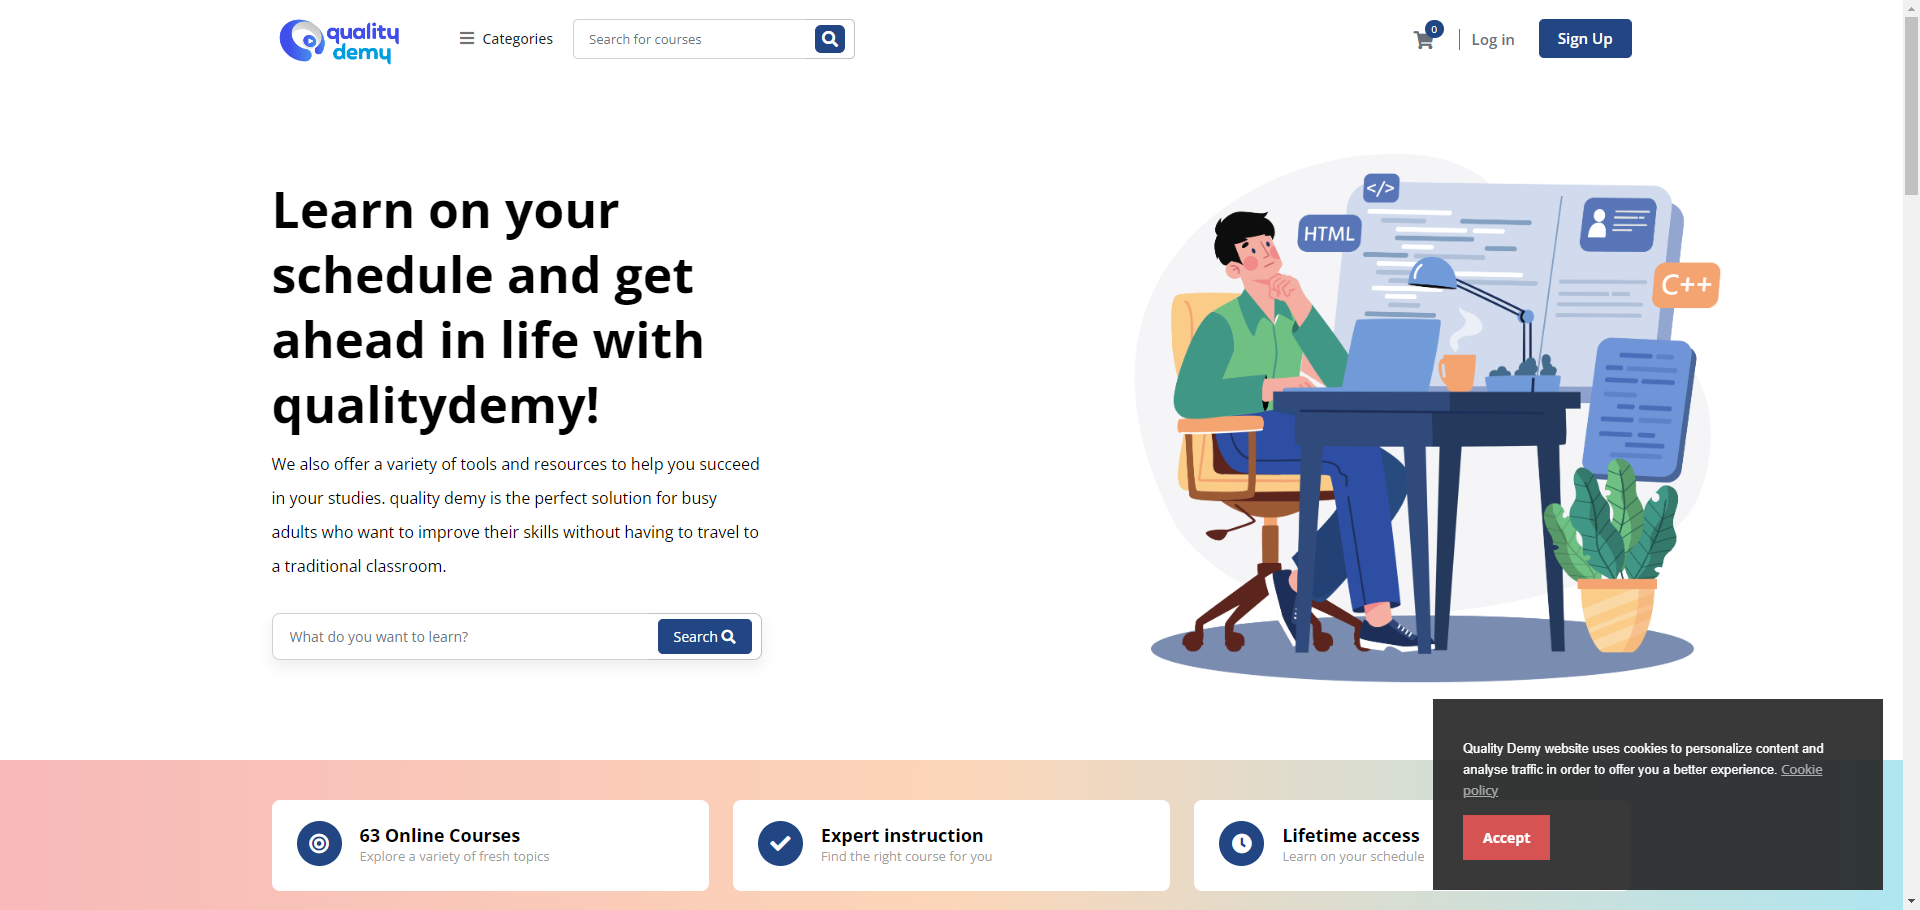 quality
demy
Categories
Search for courses
0
Log in
Sign Up
Learn on your
schedule and get
ahead in life with
qualitydemy!
We also offer a variety of tools and resources to help you succeed
in your studies. quality demy is the perfect solution for busy
adults who want to improve their skills without having to travel to
a traditional classroom.
What do you want to learn?
Search
</>
HTML
C++
63 Online Courses
Explore a variety of fresh topics
Expert instruction
Find the right course for you
Lifetime access
Learn on your schedule
Quality Demy website uses cookies to personalize content and
analyse traffic in order to offer you a better experience. Cookie
policy
Accept